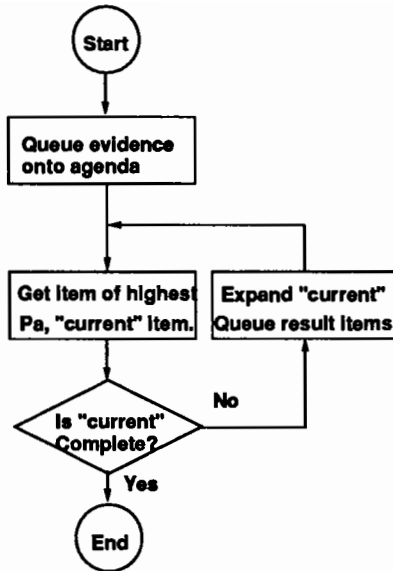 Start
Queue evidence
onto agenda
Get item of highest
Pa, "current" item.
Expand "current"
Queue result items
Is "current"
Complete?
No
Yes
End